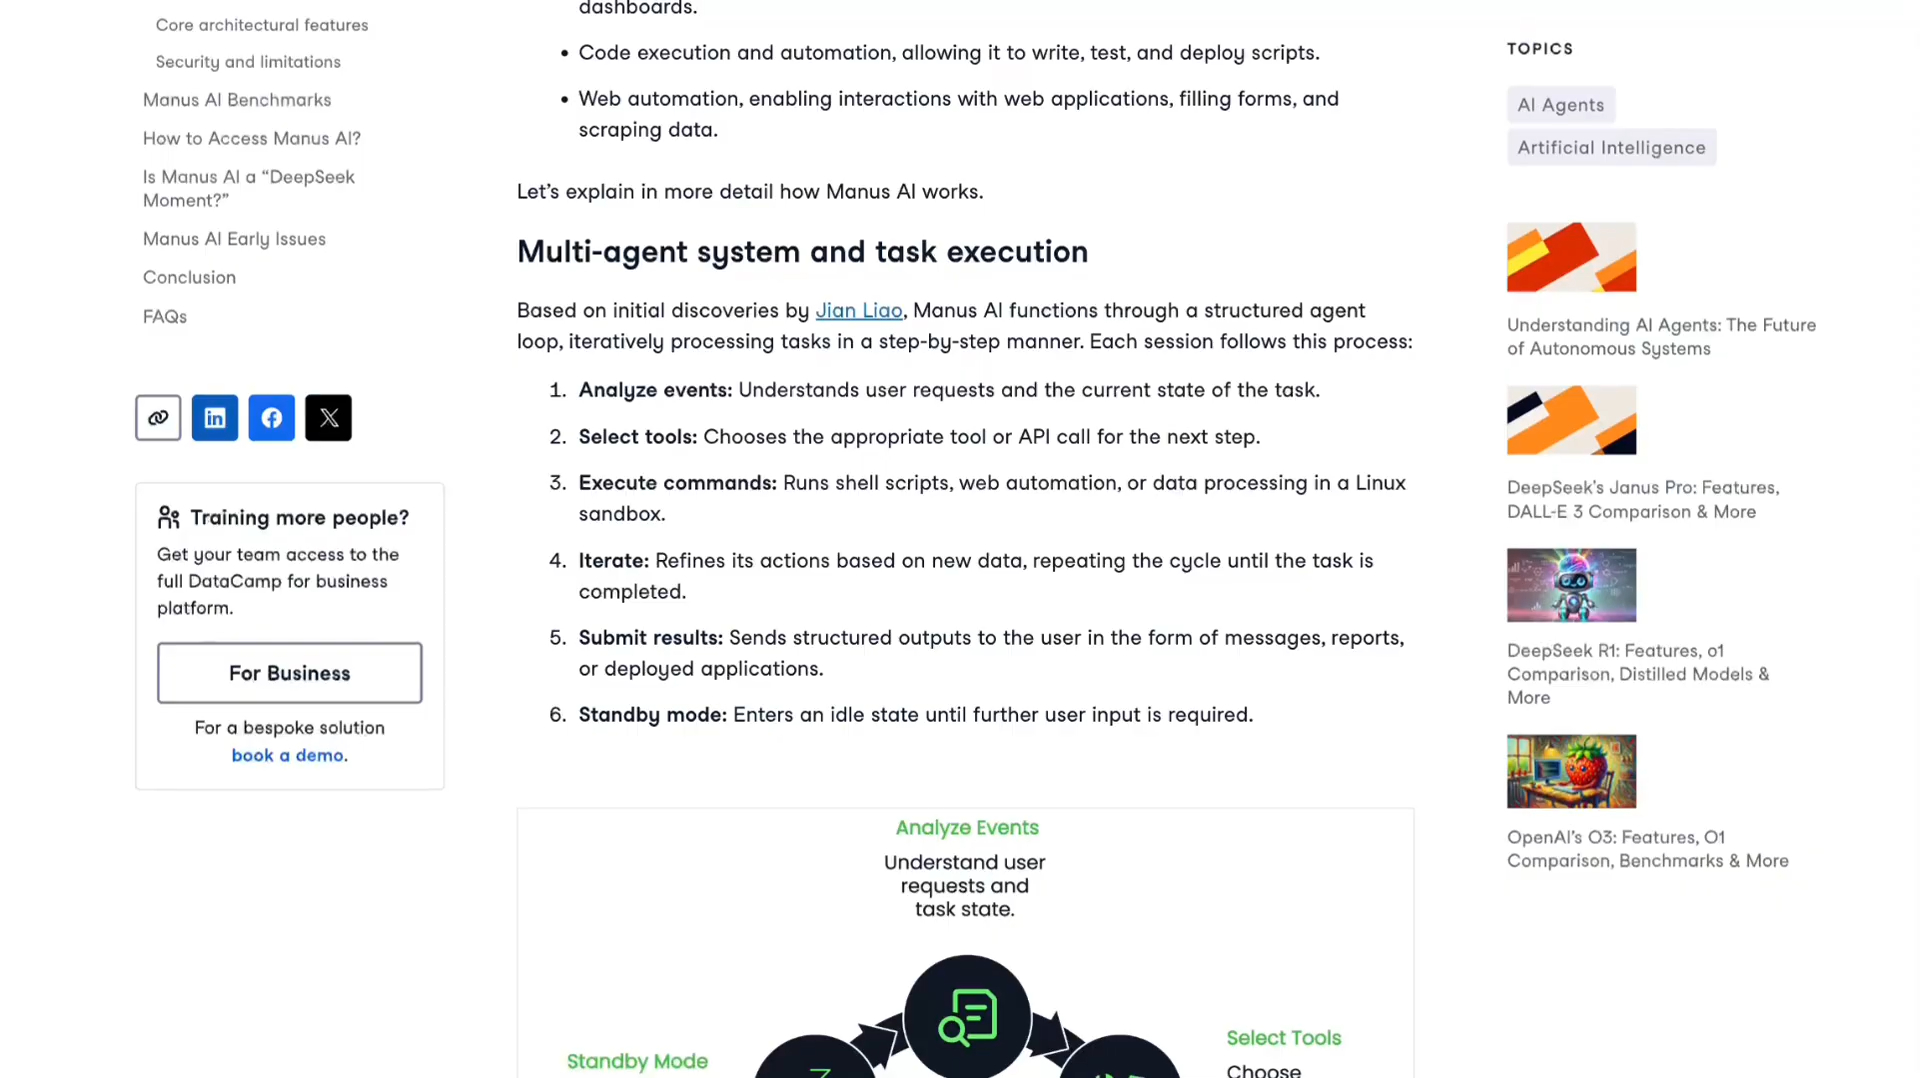 Core architectural features
Security and limitations
Manus AI Benchmarks
How to Access Manus AI?
Is Manus AI a “DeepSeek
Moment?”
Manus AI Early Issues
Conclusion
FAQs
in
Training more people?
Get your team access to the
full DataCamp for business
platform.
For Business
For a bespoke solution
book a demo.
dashboards.
• Code execution and automation, allowing it to write, test, and deploy scripts.
• Web automation, enabling interactions with web applications, filling forms, and
scraping data.
Let’s explain in more detail how Manus AI works.
Multi-agent system and task execution
Based on initial discoveries by Jian Liao, Manus AI functions through a structured agent
loop, iteratively processing tasks in a step-by-step manner. Each session follows this process:
1. Analyze events: Understands user requests and the current state of the task.
2. Select tools: Chooses the appropriate tool or API call for the next step.
3. Execute commands: Runs shell scripts, web automation, or data processing in a Linux
sandbox.
4. Iterate: Refines its actions based on new data, repeating the cycle until the task is
completed.
5. Submit results: Sends structured outputs to the user in the form of messages, reports,
or deployed applications.
6. Standby mode: Enters an idle state until further user input is required.
Analyze Events
Understand user
requests and
task state.
Standby Mode
Select Tools
Choose
TOPICS
AI Agents
Artificial Intelligence
Understanding AI Agents: The Future
of Autonomous Systems
DeepSeek’s Janus Pro: Features,
DALL-E 3 Comparison & More
DeepSeek R1: Features, o1
Comparison, Distilled Models &
More
OpenAI’s O3: Features, O1
Comparison, Benchmarks & More